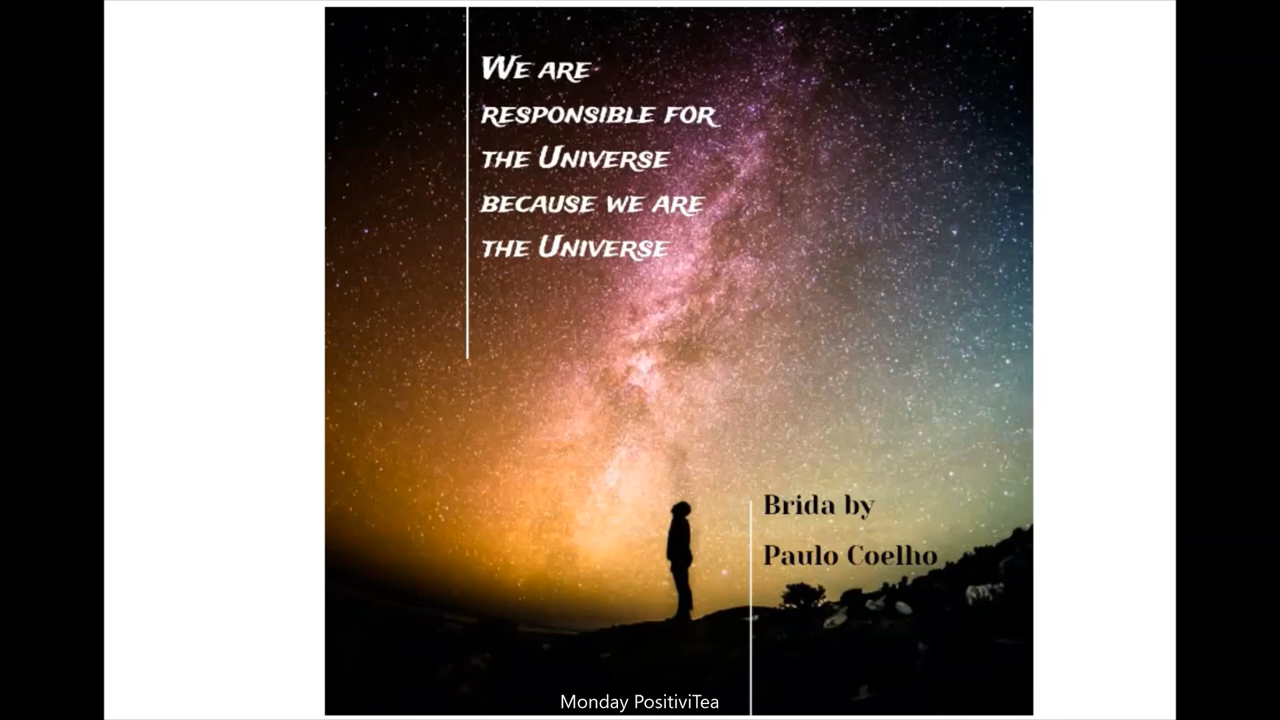 We are
responsible for
the Universe
because we are
the Universe
Brida by
Paulo Coelho
Monday PositiviTea